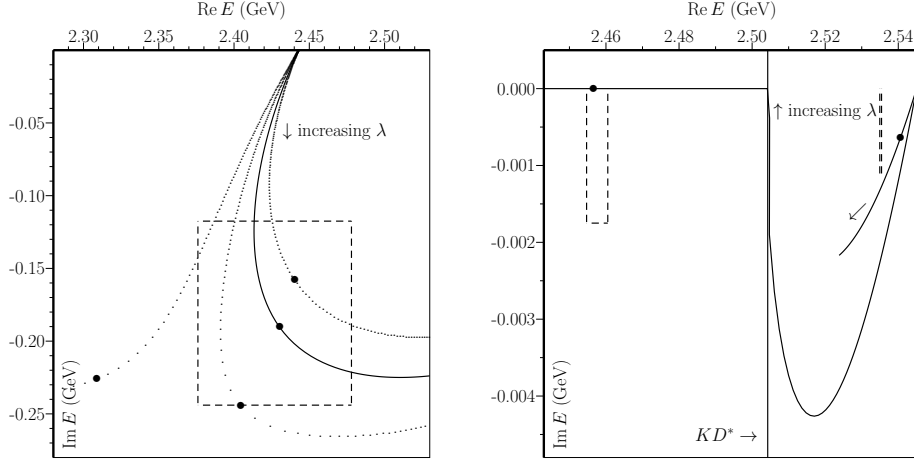 Re E (GeV)
2.30 2.35 2.40 2.45 2.50
-0.05
-0.10
-0.15
-0.20
-0.25
↓ increasing λ
Im E (GeV)
Re E (GeV)
2.46 2.48 2.50 2.52 2.54
0.000
-0.001
-0.002
-0.003
-0.004
↑ increasing λ
KD* →
Im E (GeV)